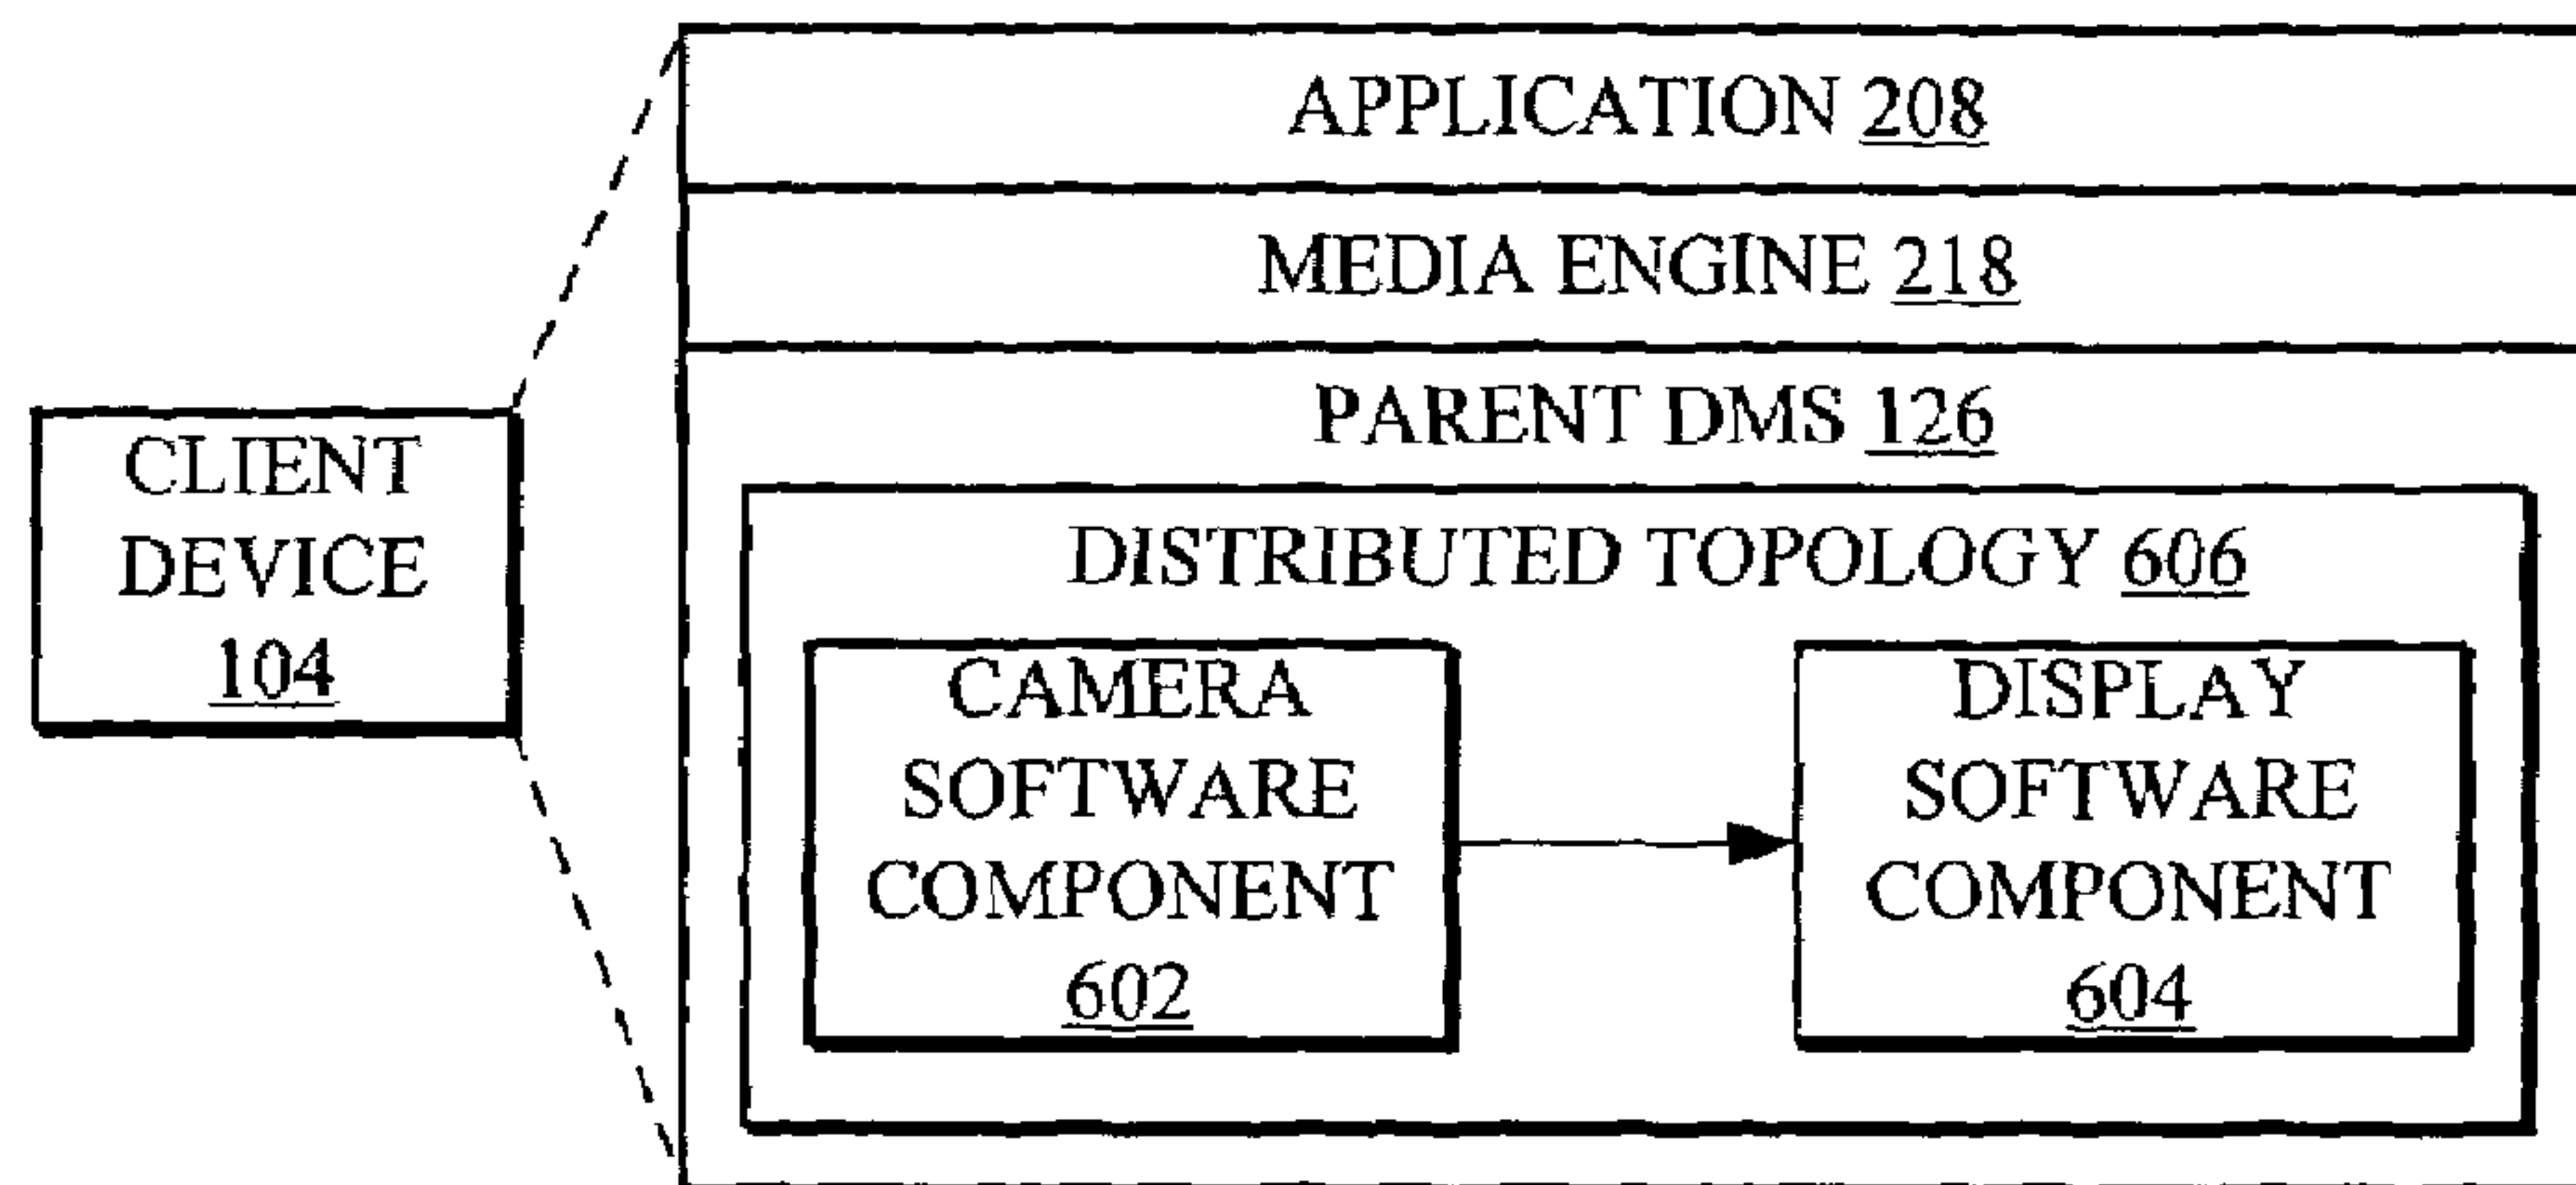 APPLICATION 208
MEDIA ENGINE 218
PARENT DMS 126
CLIENT
DEVICE
104
DISTRIBUTED TOPOLOGY 606
CAMERA
SOFTWARE
COMPONENT
602
DISPLAY
SOFTWARE
COMPONENT
604